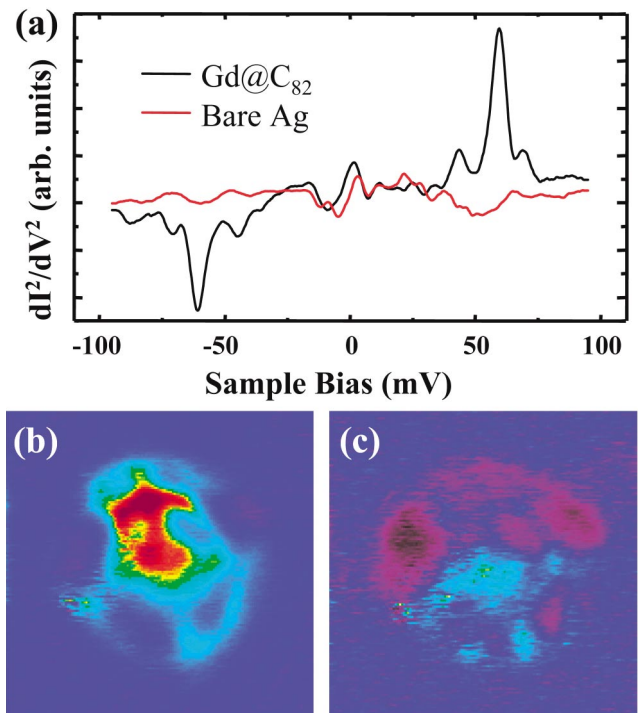 (a)
Gd@C₈₂
Bare Ag
dI²/dV² (arb. units)
-100 -50 0 50 100
Sample Bias (mV)
(b) (c)